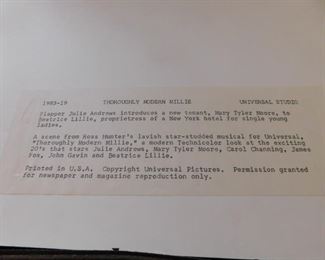 1989-19 THOROUGHLY MODERN MILLIE UNIVERSAL STUDIO
Flapper Julie Andrews introduces a new tenant, Mary Tyler Moore, to
Beatrice Lillie, proprietress of a New York hotel for single young
ladies.
A scene from Ross Hunter's lavish star-studded musical for Universal,
"Thoroughly Modern Millie," a modern Technicolor look at the exciting
20's that stars Julie Andrews, Mary Tyler Moore, Carol Channing, James
Fox, John Gavin and Beatrice Lillie.
Printed in U.S.A. Copyright Universal Pictures. Permission granted
for newspaper and magazine reproduction only.